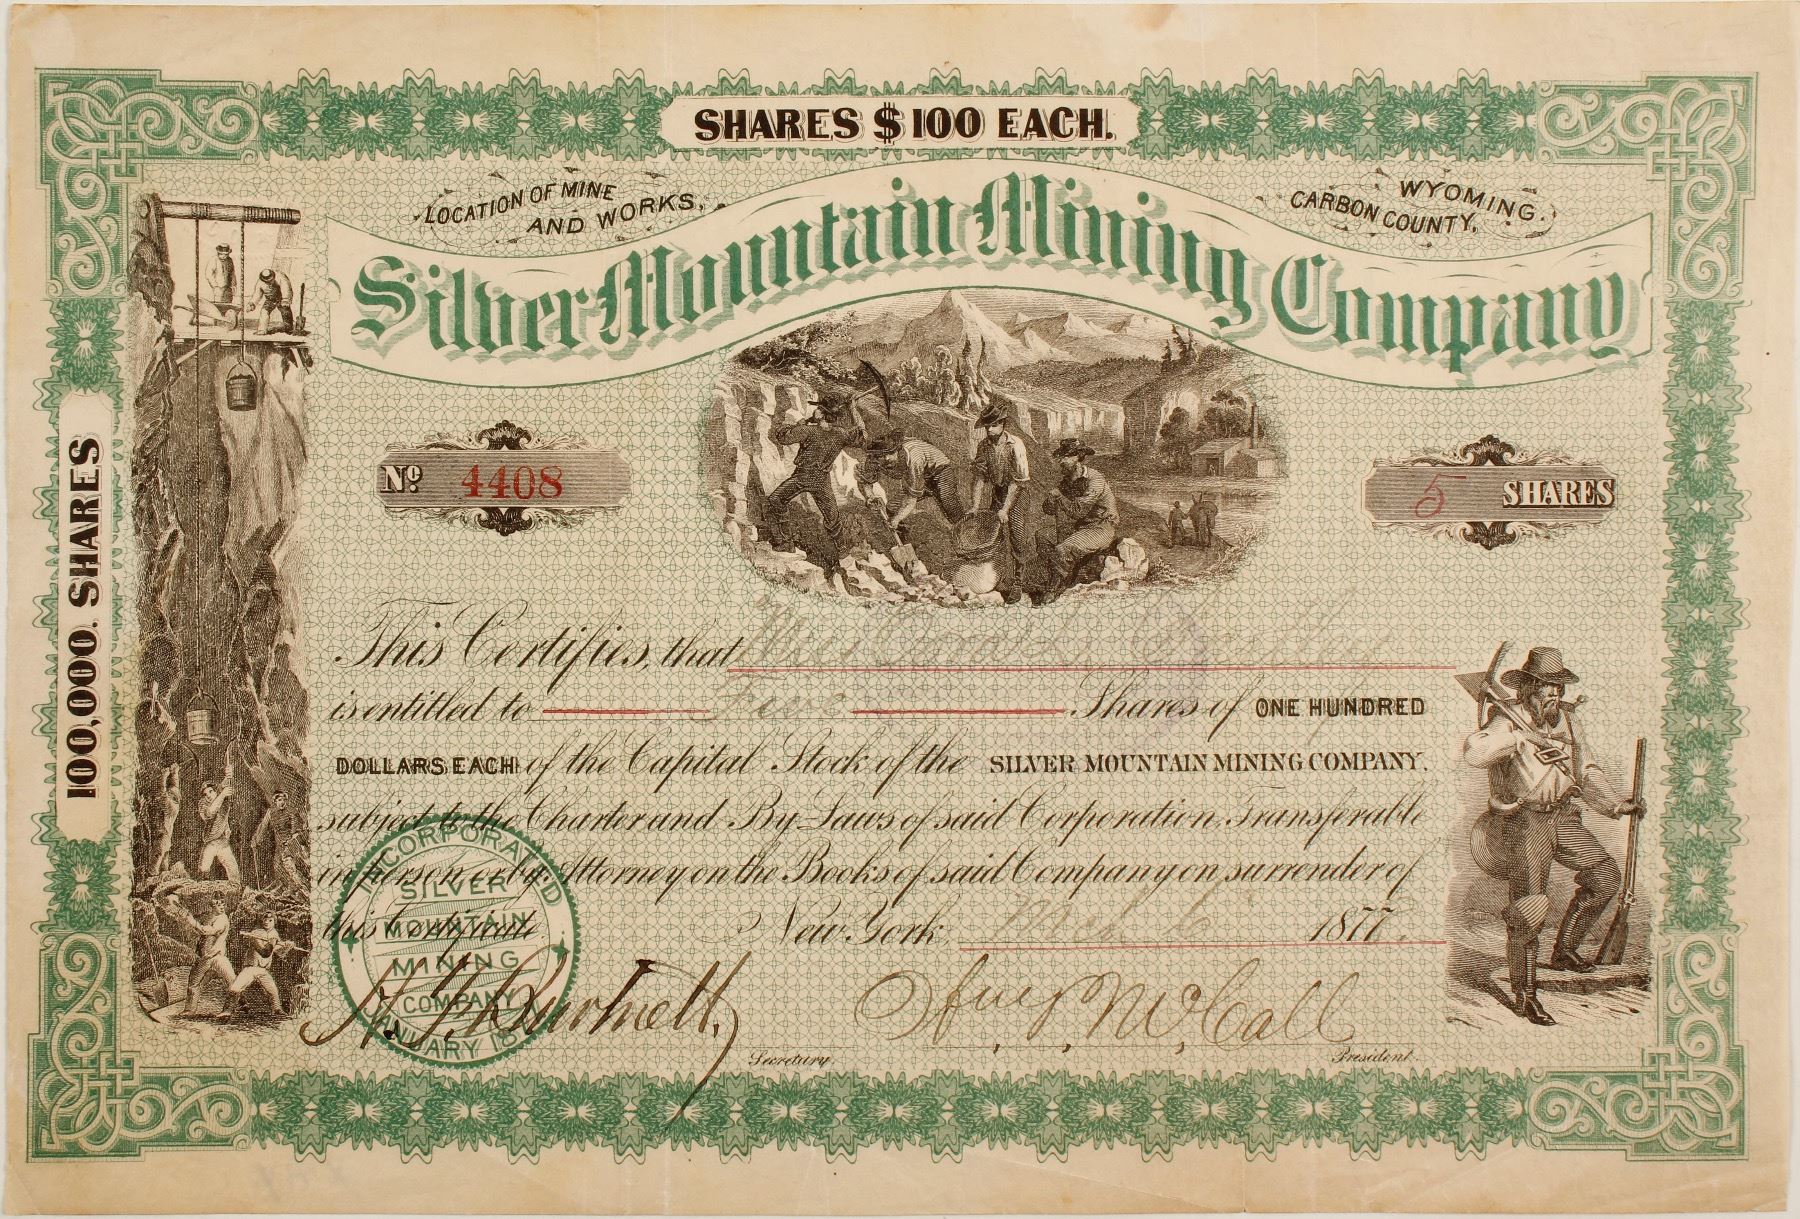 SHARES $100 EACH.
LOCATION OF MINE
AND WORKS,
WYOMING.
CARBON COUNTY,
Silver Mountain Mining Company
100,000. SHARES
No. 4408
5 SHARES
This Certifies, that
is entitled to Five Shares of ONE HUNDRED
DOLLARS EACH of the Capital Stock of the SILVER MOUNTAIN MINING COMPANY.
subject to the Charter and By-Laws of said Corporation. Transferable
in person or by Attorney on the Books of said Company on surrender of
this certificate New York Mch 6 1877
INCORPORATED
SILVER
MOUNTAIN
MINING
COMPANY
JANUARY
McCall
Secretary.
President.